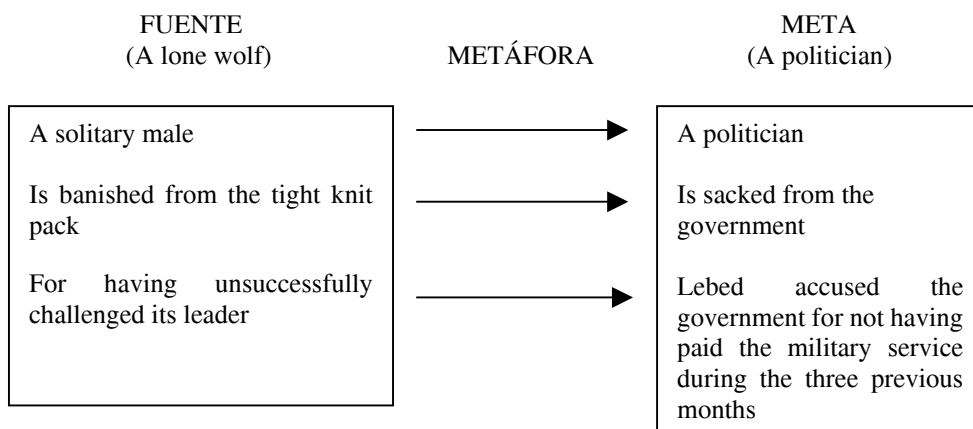 FUENTE
(A lone wolf)
METÁFORA
META
(A politician)
A solitary male
Is banished from the tight knit
pack
For having unsuccessfully
challenged its leader
A politician
Is sacked from the
government
Lebed accused the
government for not having
paid the military service
during the three previous
months